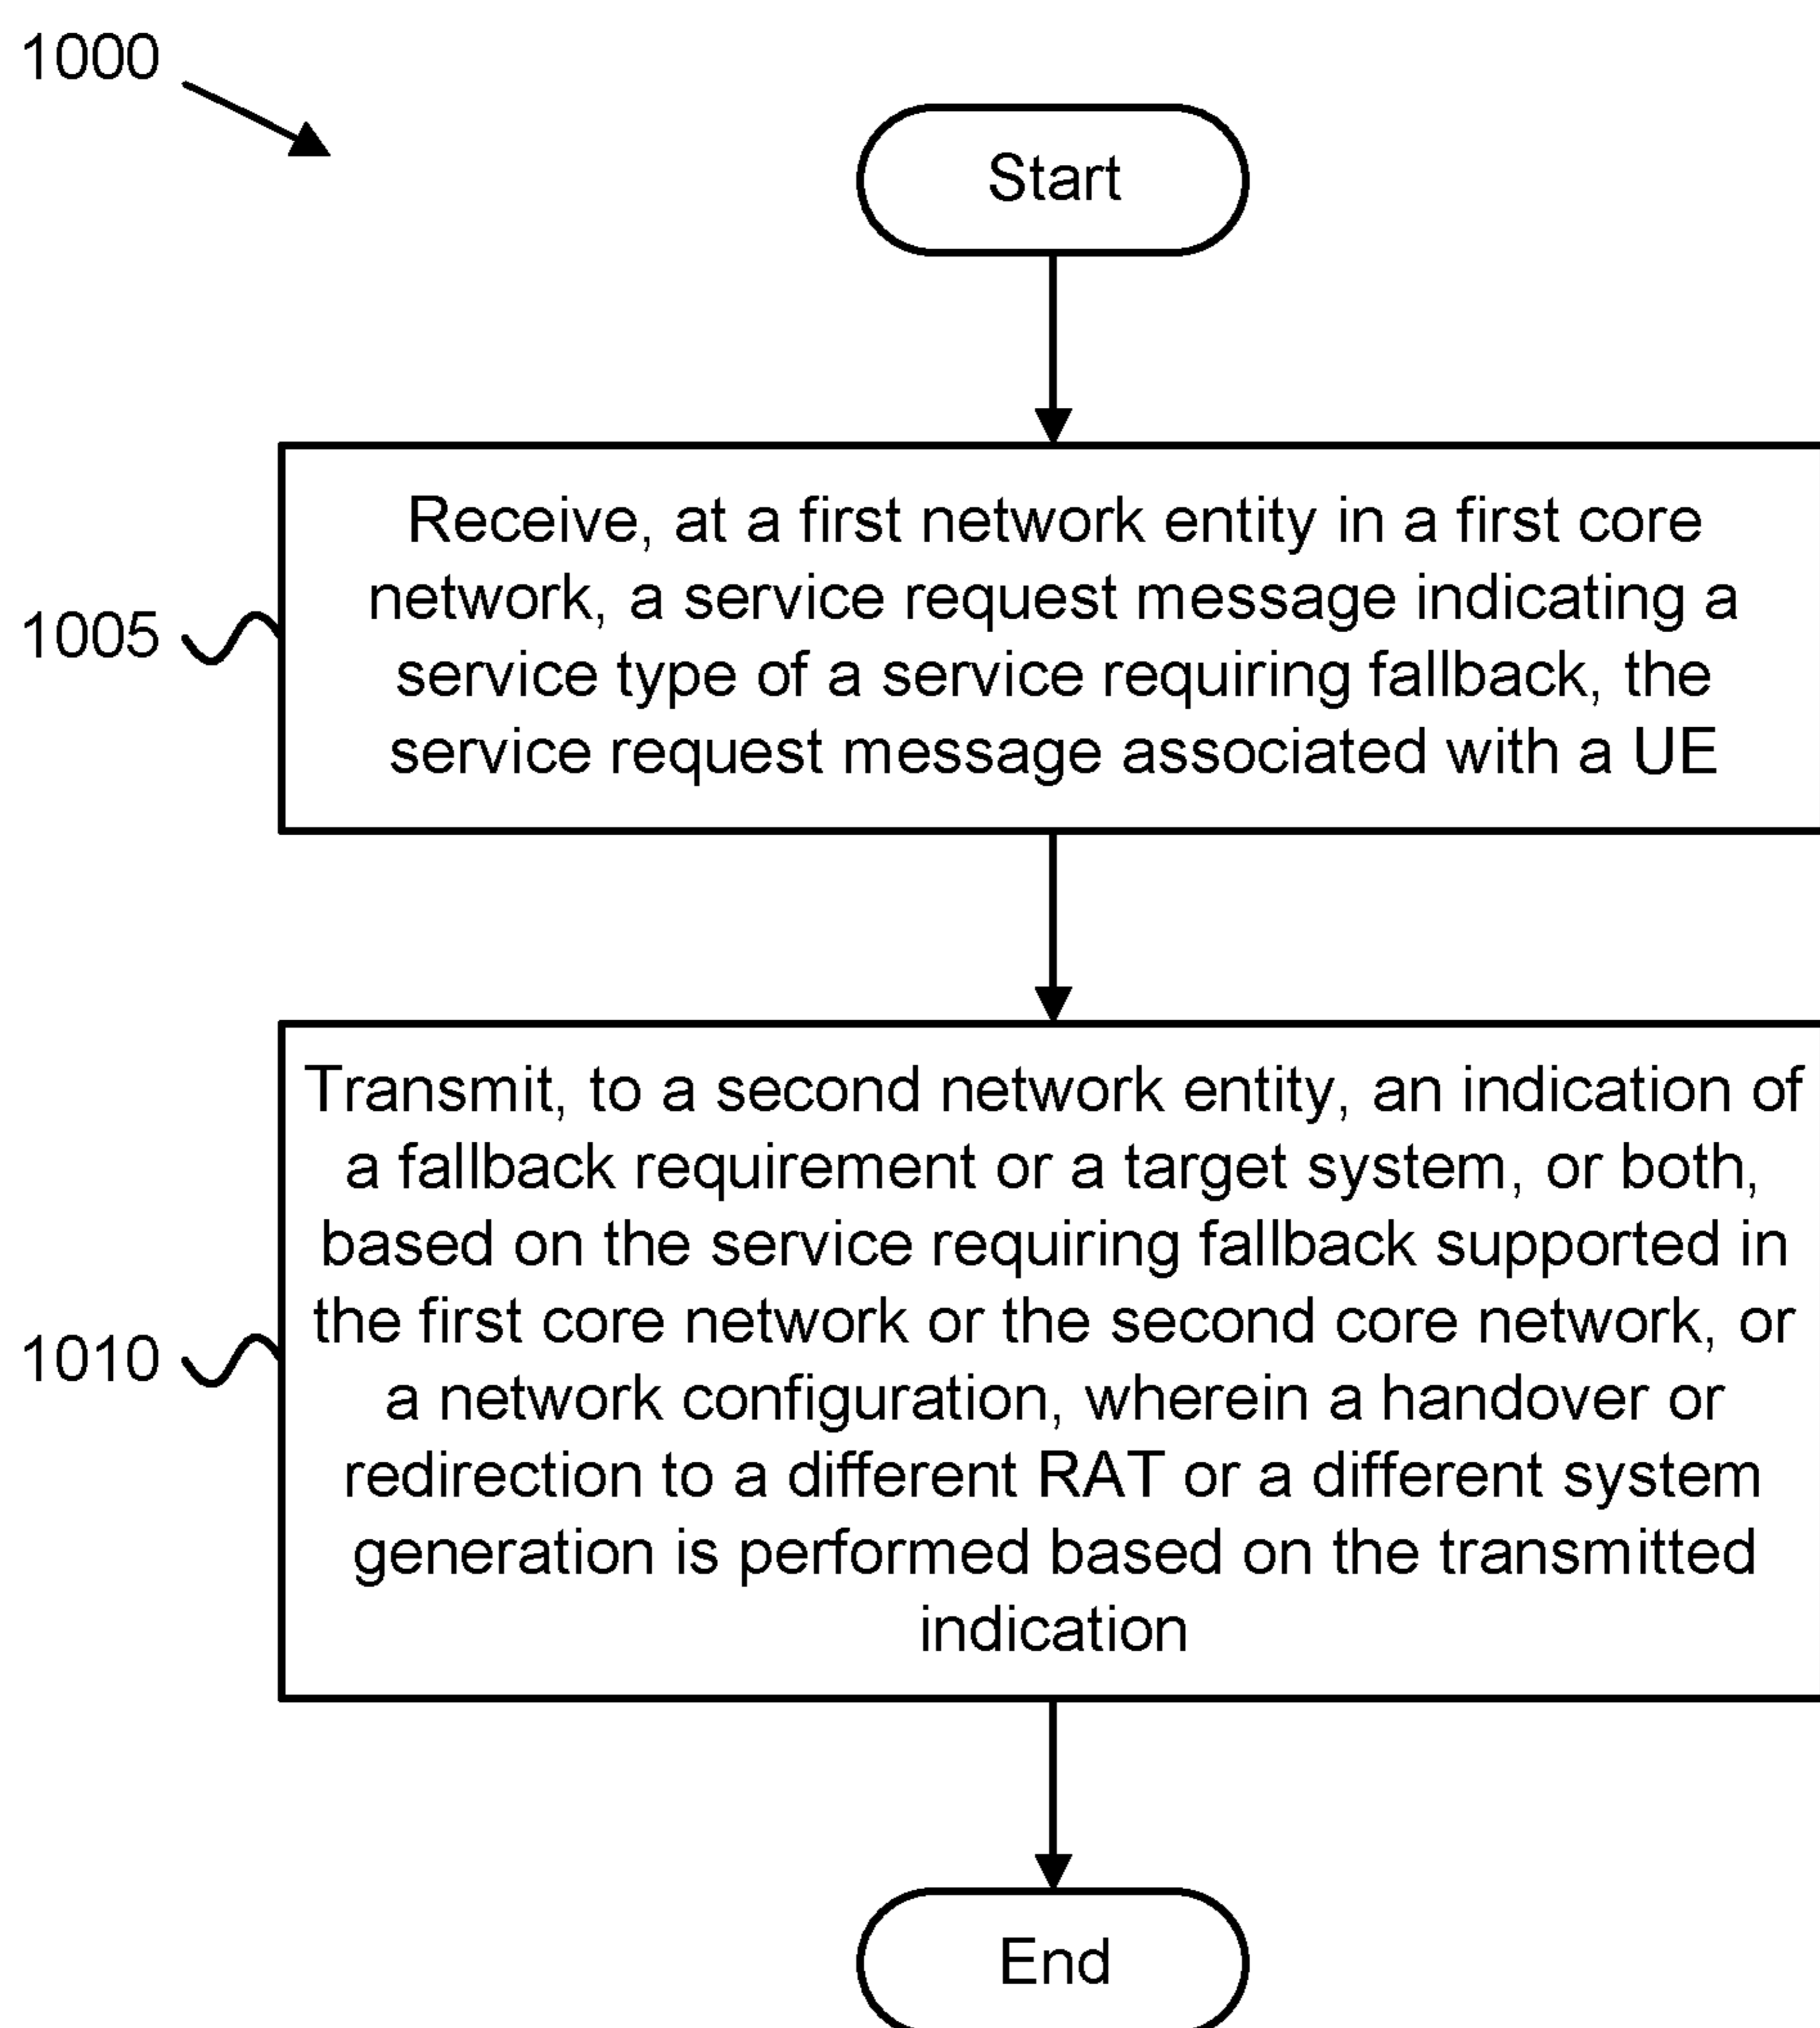 1000
Start
Receive, at a first network entity in a first core
network, a service request message indicating a
service type of a service requiring fallback, the
service request message associated with a UE
1005
Transmit, to a second network entity, an indication of
a fallback requirement or a target system, or both,
based on the service requiring fallback supported in
the first core network or the second core network, or
a network configuration, wherein a handover or
redirection to a different RAT or a different system
generation is performed based on the transmitted
indication
1010
End